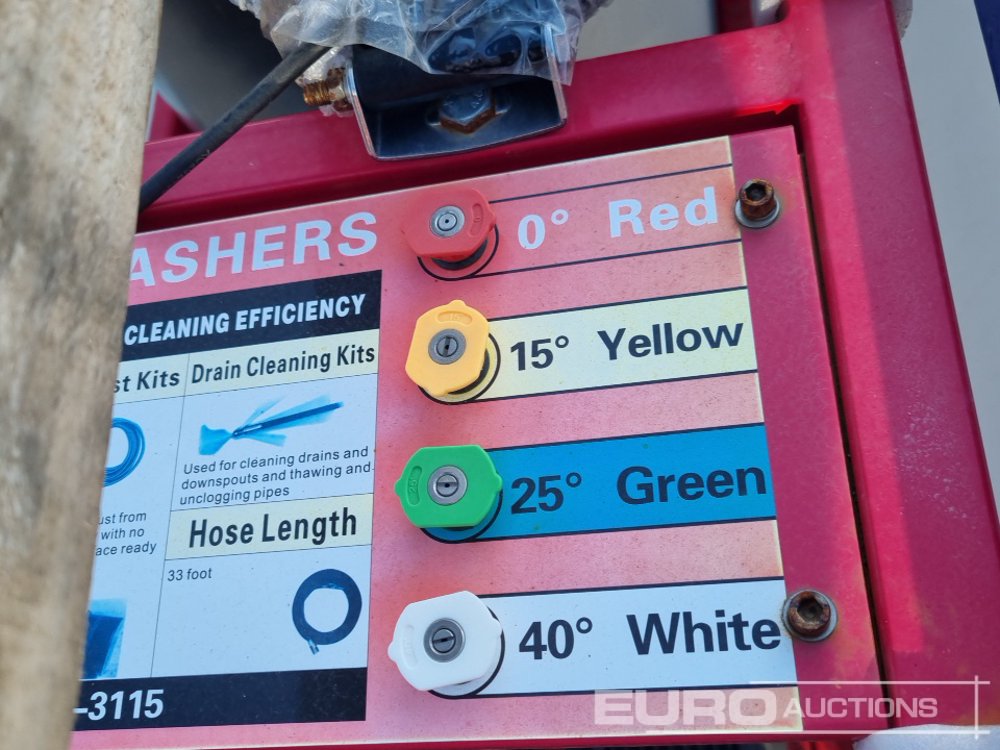 ASHERS
CLEANING EFFICIENCY
st Kits
Drain Cleaning Kits
Used for cleaning drains and
downspouts and thawing and
unclogging pipes
ust from
with no
ace ready
Hose Length
33 foot
-3115
0° Red
15° Yellow
25° Green
40° White
EURO AUCTIONS